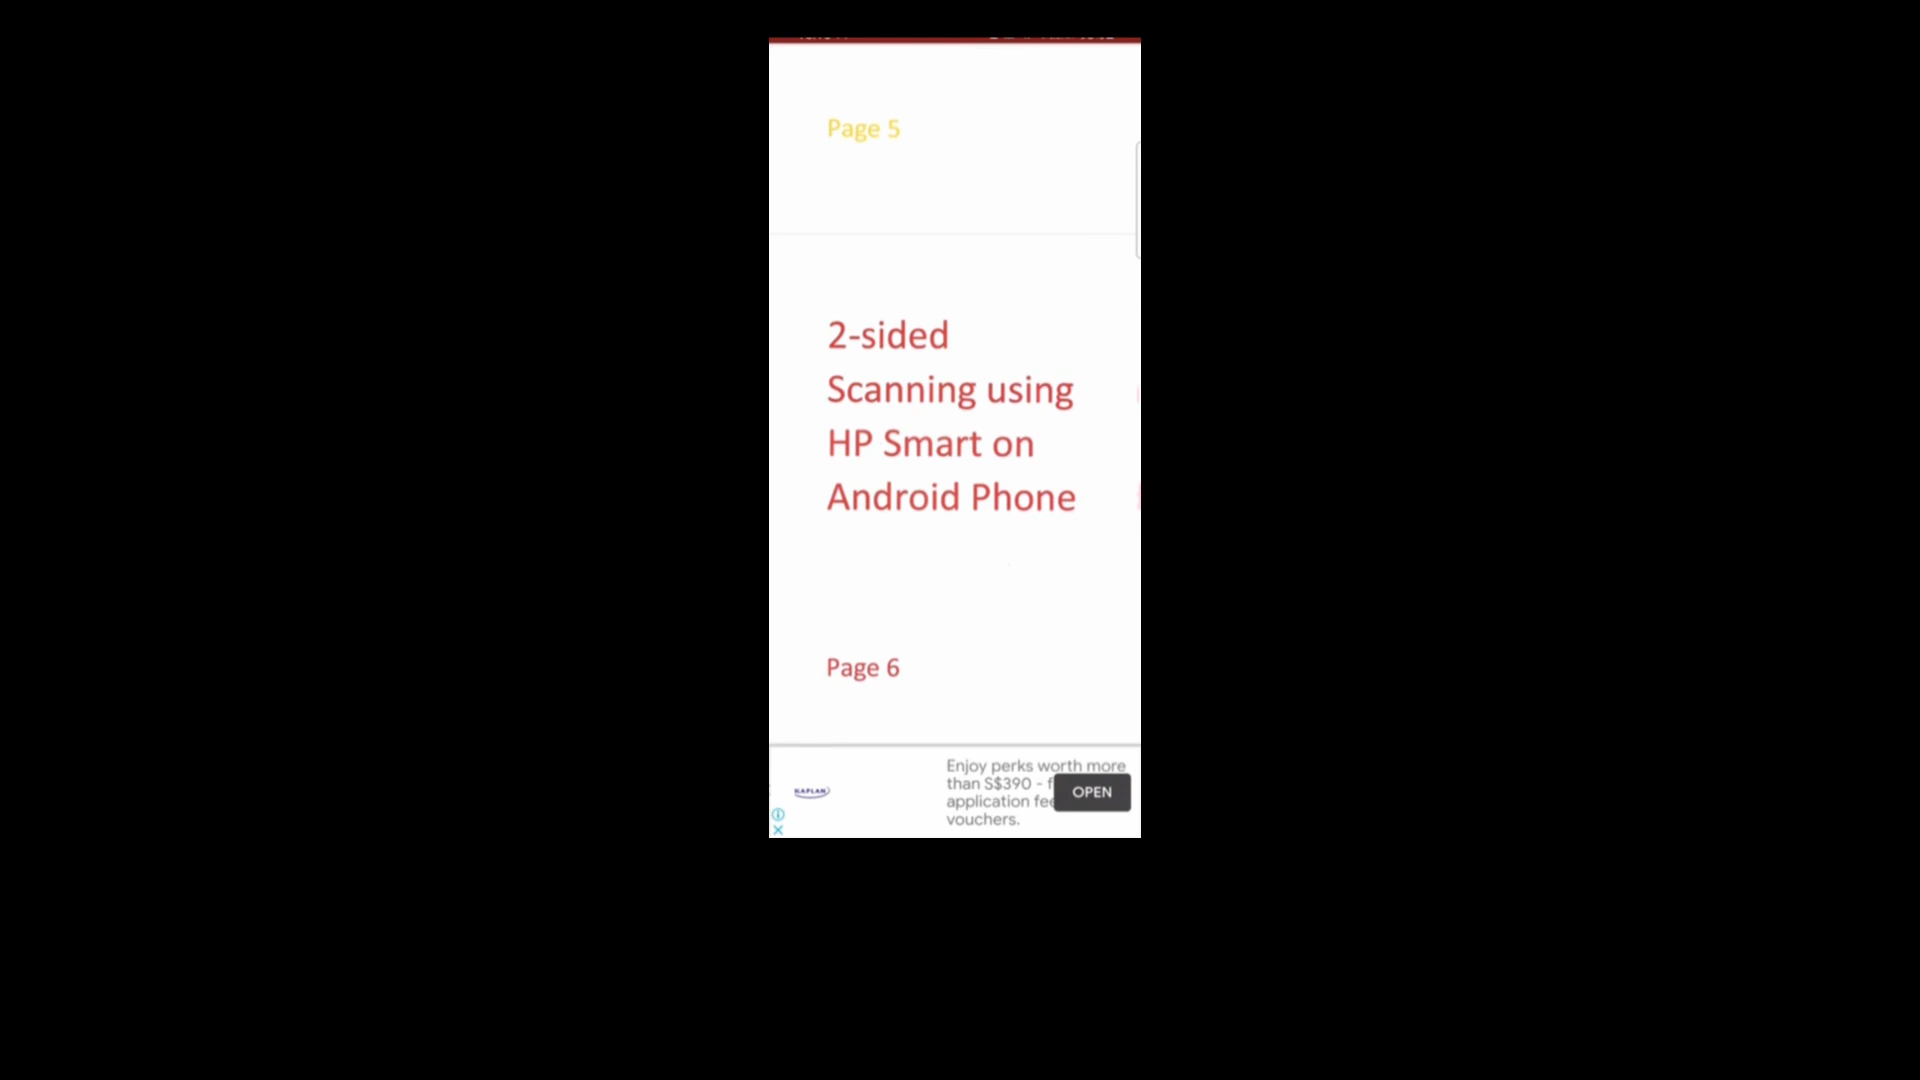 Page 5
2-sided
Scanning using
HP Smart on
Android Phone
Page 6
KAPLAN
Enjoy perks worth more
than S$390 -
application
vouchers.
OPEN